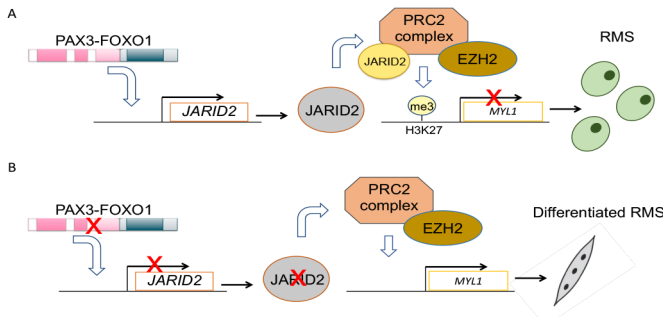 A
PAX3-FOXO1
JARID2
JARID2
PRC2
complex
JARID2
EZH2
me3
H3K27
MYL1
RMS
B
PAX3-FOXO1
JARID2
JARID2
PRC2
complex
EZH2
MYL1
Differentiated RMS